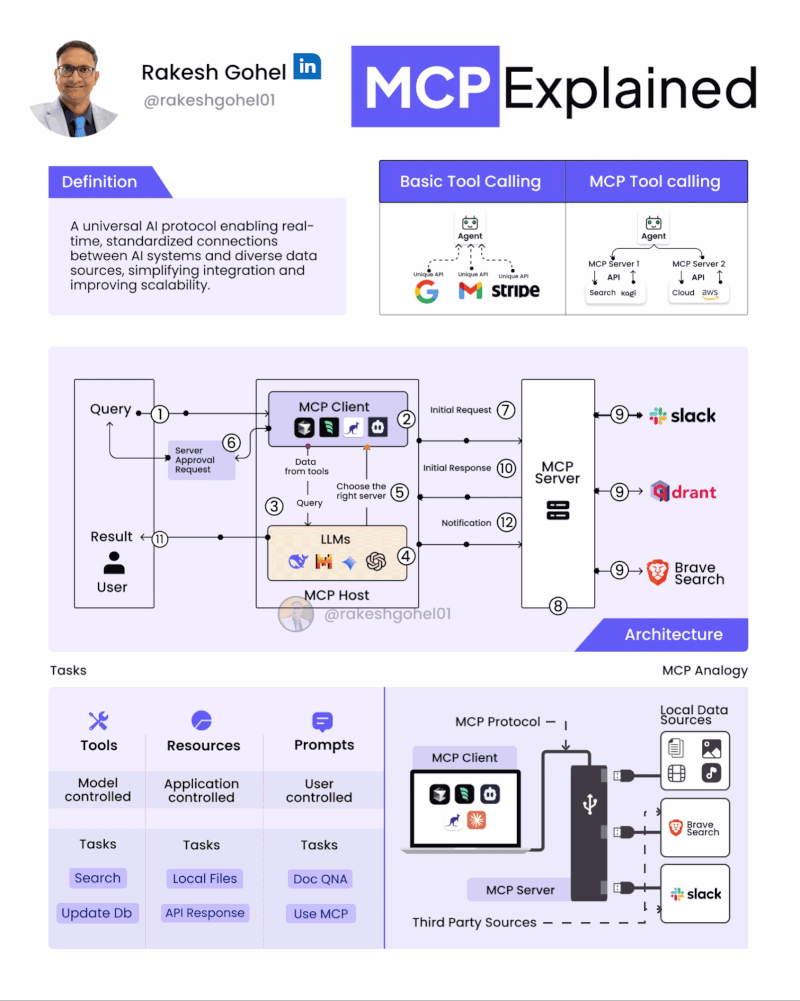 Rakesh Gohel
in
@rakeshgohel01
MCP Explained
Definition
A universal AI protocol enabling real-
time, standardized connections
between AI systems and diverse data
sources, simplifying integration and
improving scalability.
Basic Tool Calling
Agent
Unique API
Unique API
Unique API
G
M
stripe
MCP Tool calling
Agent
MCP Server 1
MCP Server 2
API
API
Search kagi
Cloud aws
Query
1
MCP Client
2
Initial Request
7
9
slack
6
Server
Approval
Request
Data
from tools
Choose the
right server
5
Initial Response
10
MCP
Server
9
qdrant
3
Query
Notification
12
Result
11
LLMs
4
9
Brave
Search
User
MCP Host
8
@rakeshgohel01
Architecture
Tasks
MCP Analogy
Tools
Resources
Prompts
Model
controlled
Application
controlled
User
controlled
Tasks
Tasks
Tasks
Search
Local Files
Doc QNA
Update Db
API Response
Use MCP
MCP Protocol
Local Data
Sources
MCP Client
Brave
Search
MCP Server
slack
Third Party Sources